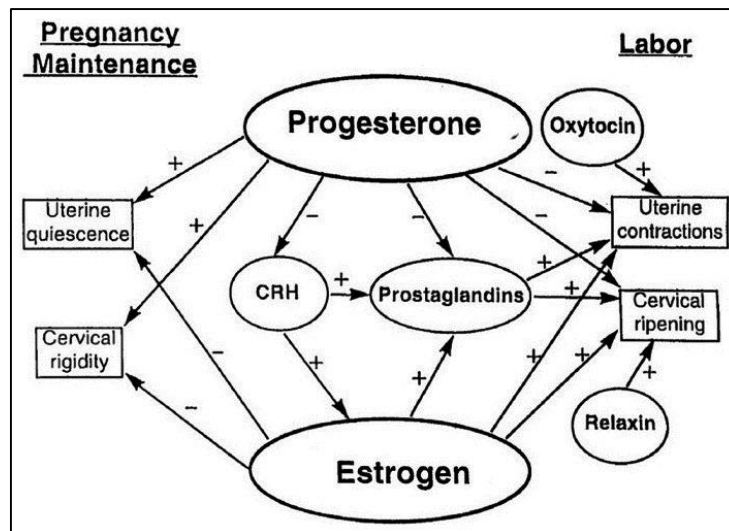 Pregnancy
Maintenance
Labor
Progesterone
Oxytocin
+
+
-
-
-
-
+
Uterine
quiescence
Uterine
contractions
CRH
+
Prostaglandins
+
+
Cervical
ripening
Cervical
rigidity
-
+
+
+
+
-
+
Relaxin
Estrogen